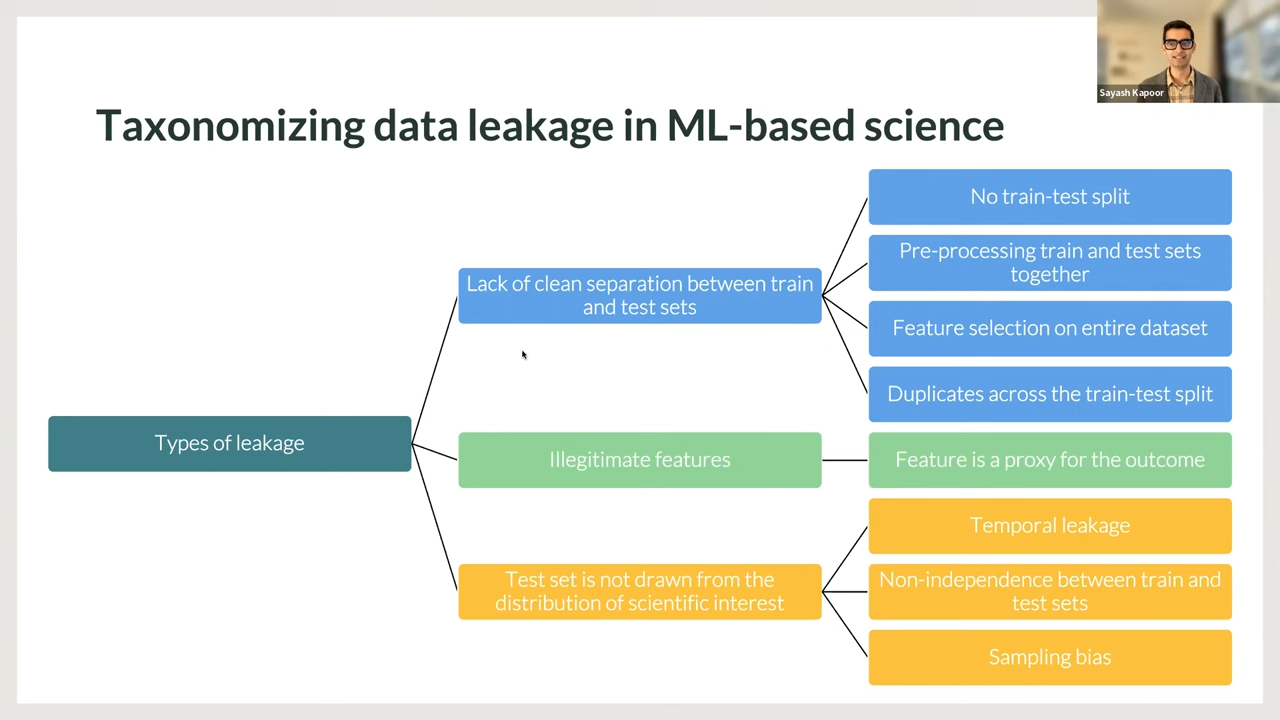 Sayash Kapoor
Taxonomizing data leakage in ML-based science
Types of leakage
Lack of clean separation between train
and test sets
No train-test split
Pre-processing train and test sets
together
Feature selection on entire dataset
Duplicates across the train-test split
Illegitimate features
Feature is a proxy for the outcome
Test set is not drawn from the
distribution of scientific interest
Temporal leakage
Non-independence between train and
test sets
Sampling bias